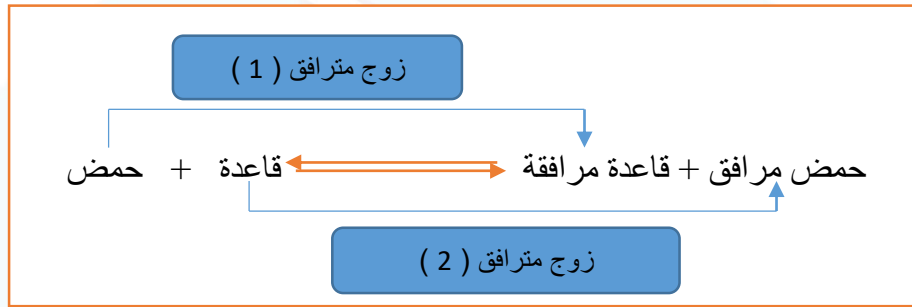 زوج مترافق ( 1 )
حمض + قاعدة ⇌ قاعدة مرافقة + حمض مرافق
زوج مترافق ( 2 )